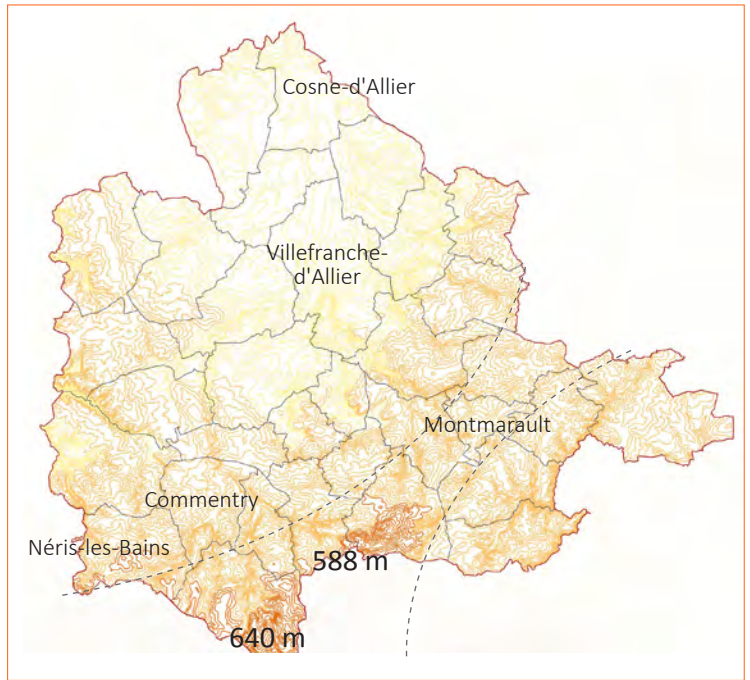 Cosne-d'Allier
Villefranche-
d'Allier
Montmarault
Commentry
Néris-les-Bains
588 m
640 m